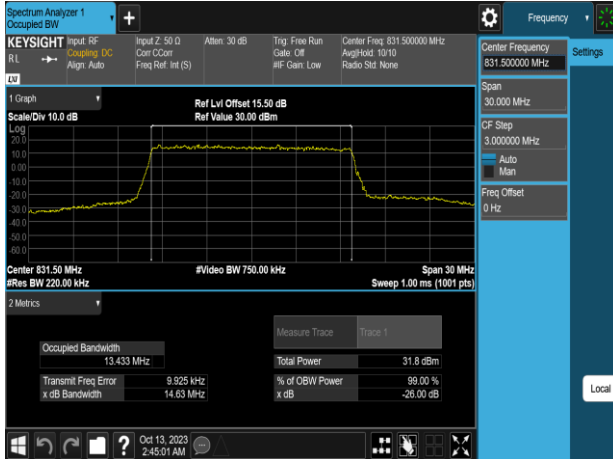 Spectrum Analyzer 1
Occupied BW
+
Frequency
KEYSIGHT
RL
LXI
Input: RF
Coupling: DC
Align: Auto
Input Z: 50 Ω
Corr CCorr
Freq Ref: Int (S)
Atten: 30 dB
Trig: Free Run
Gate: Off
#IF Gain: Low
Center Freq: 831.500000 MHz
Avg|Hold: 10/10
Radio Std: None
Center Frequency
831.500000 MHz
Settings
Span
30.000 MHz
CF Step
3.000000 MHz
Auto
Man
Freq Offset
0 Hz
Local
1 Graph
Scale/Div 10.0 dB
Ref Lvl Offset 15.50 dB
Ref Value 30.00 dBm
Log
20.0
10.0
0.00
-10.0
-20.0
-30.0
-40.0
-50.0
-60.0
Center 831.50 MHz
#Video BW 750.00 kHz
Span 30 MHz
#Res BW 220.00 kHz
Sweep 1.00 ms (1001 pts)
2 Metrics
Measure Trace
Trace 1
Occupied Bandwidth
13.433 MHz
Total Power
31.8 dBm
Transmit Freq Error
9.925 kHz
% of OBW Power
99.00 %
x dB Bandwidth
14.63 MHz
x dB
-26.00 dB
?
Oct 13, 2023
2:45:01 AM